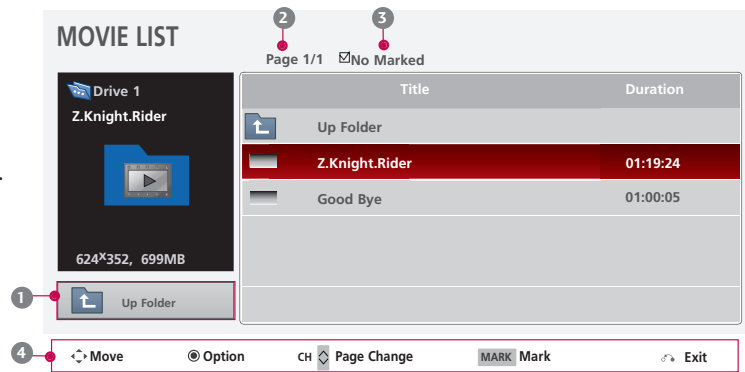 2 3
MOVIE LIST
Page 1/1 ☑No Marked
Drive 1
Z.Knight.Rider
624x352, 699MB
1 Up Folder
Title Duration
Up Folder
Z.Knight.Rider 01:19:24
Good Bye 01:00:05
4 Move Option CH Page Change MARK Mark Exit